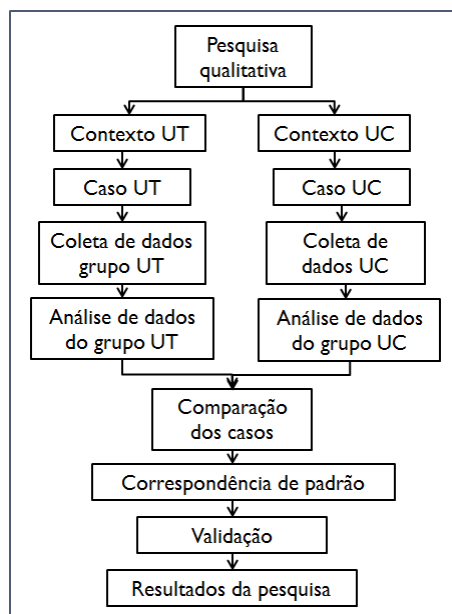 Pesquisa
qualitativa
Contexto UT
Contexto UC
Caso UT
Caso UC
Coleta de dados
grupo UT
Coleta de
dados UC
Análise de dados
do grupo UT
Análise de dados
do grupo UC
Comparação
dos casos
Correspondência de padrão
Validação
Resultados da pesquisa